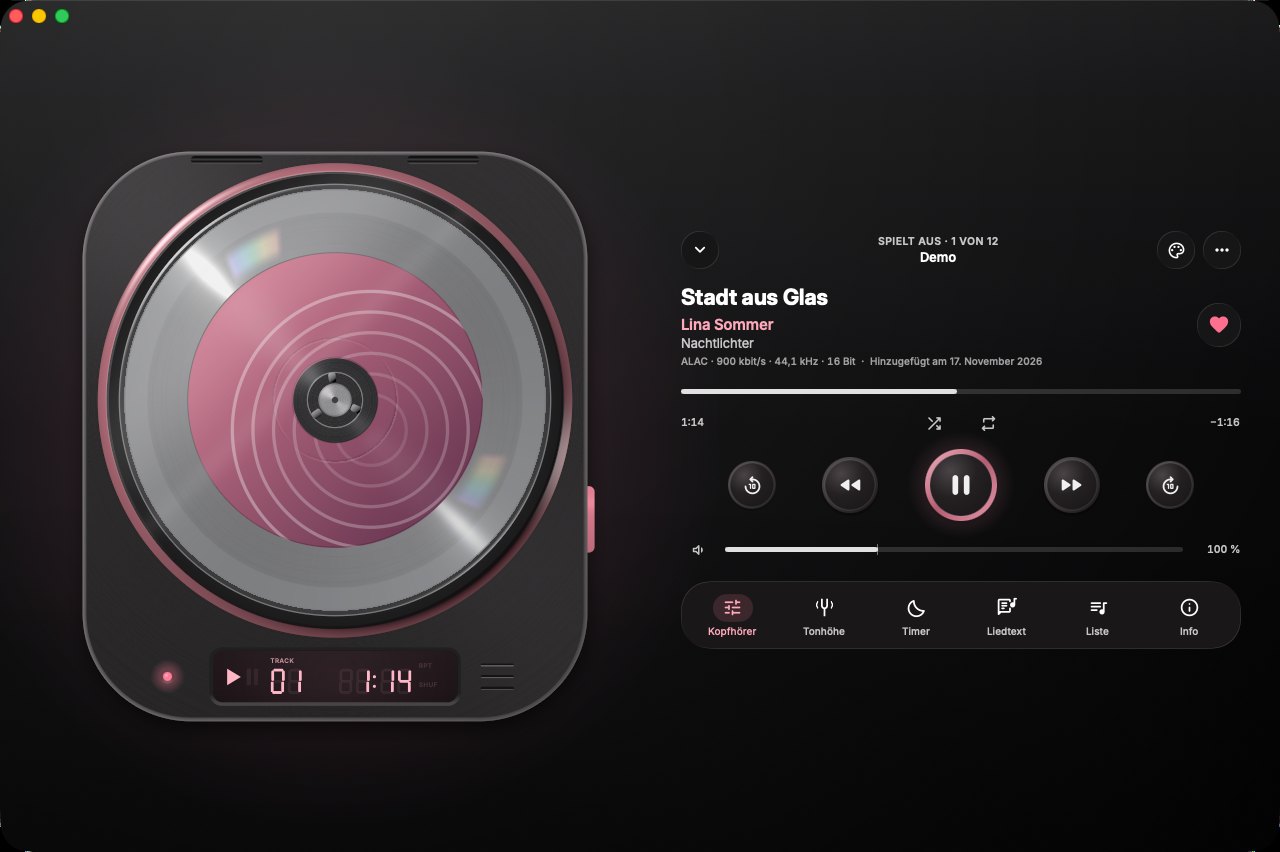 SPIELT AUS · 1 VON 12
Demo
Stadt aus Glas
Lina Sommer
Nachtlichter
ALAC · 900 kbit/s · 44,1 kHz · 16 Bit · Hinzugefügt am 17. November 2026
1:14
−1:16
10
10
100 %
Kopfhörer
Tonhöhe
Timer
Liedtext
Liste
Info
TRACK
01
1:14
RPT
SHUF